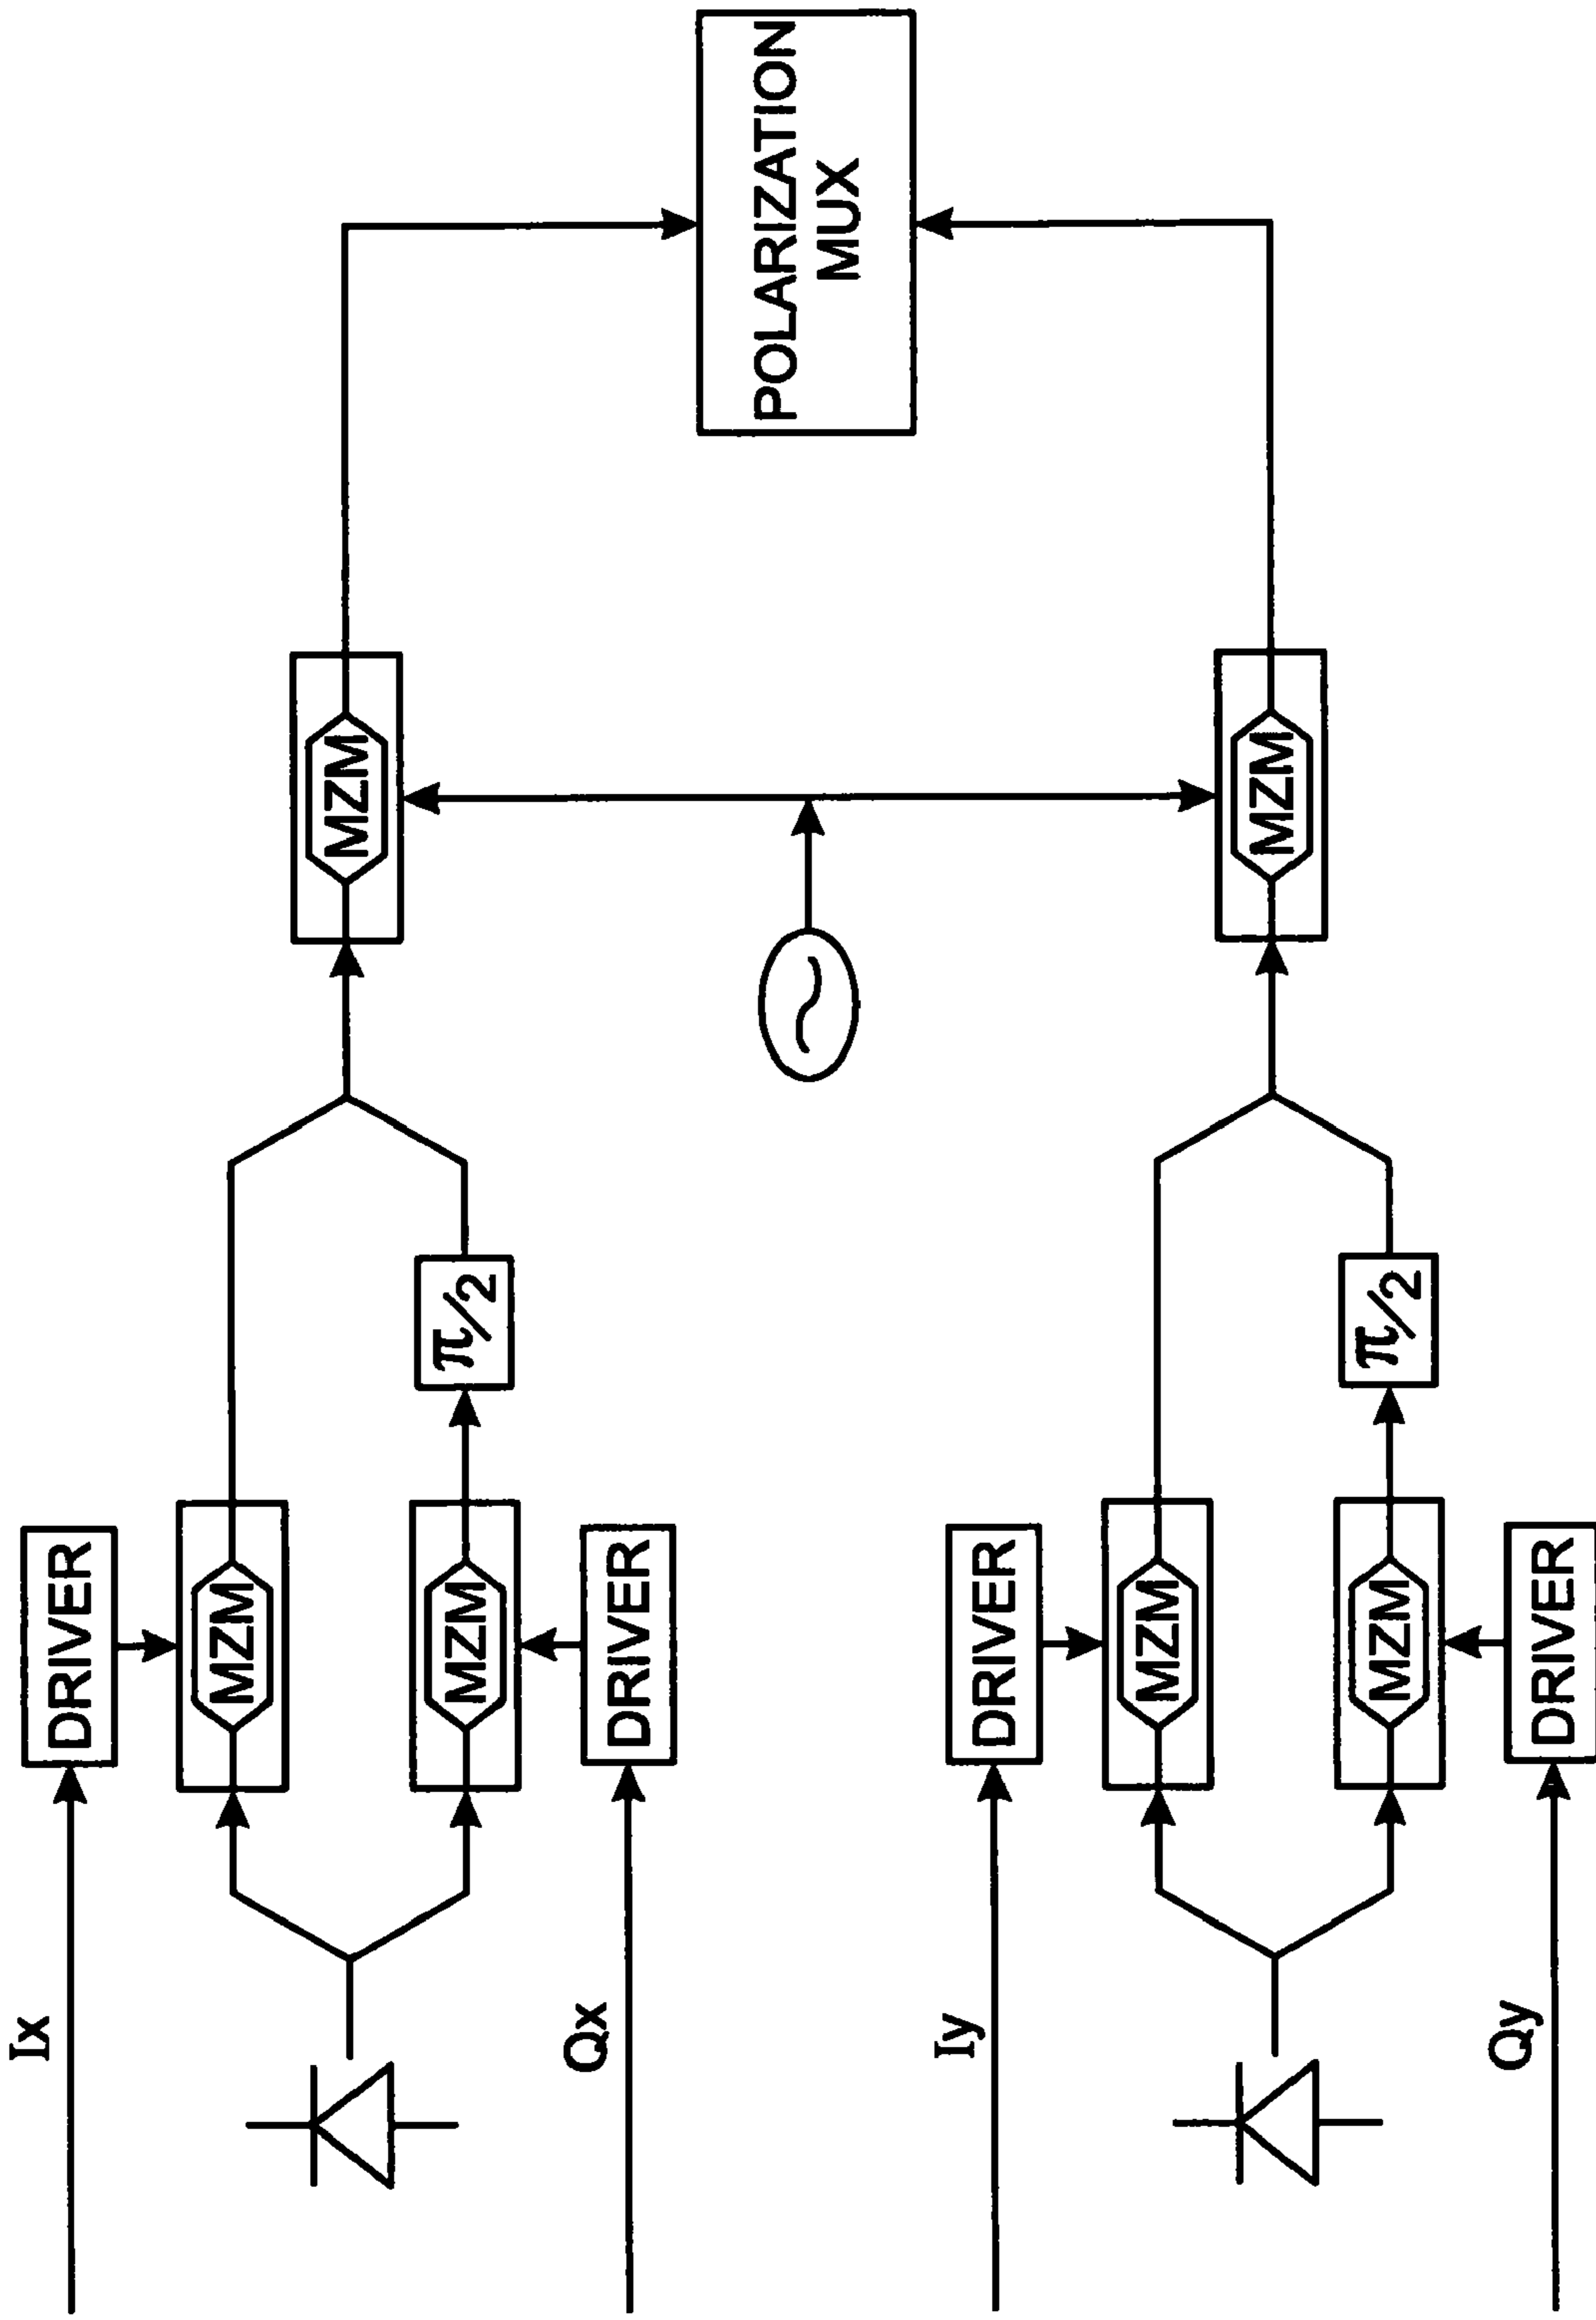 Ix
DRIVER
MZM
MZM
π/2
Qx
DRIVER
MZM
POLARIZATION
MUX
Iy
DRIVER
MZM
MZM
π/2
Qy
DRIVER
MZM